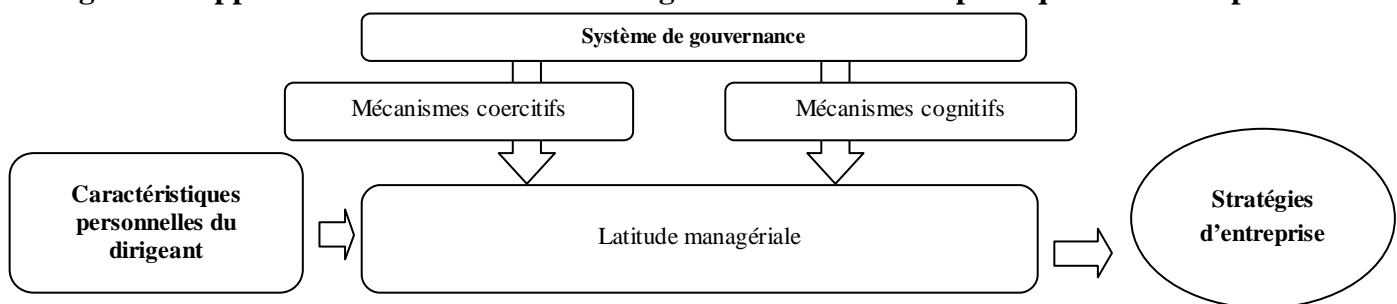 Système de gouvernance
Mécanismes coercitifs
Mécanismes cognitifs
Caractéristiques
personnelles du
dirigeant
Latitude managériale
Stratégies
d’entreprise